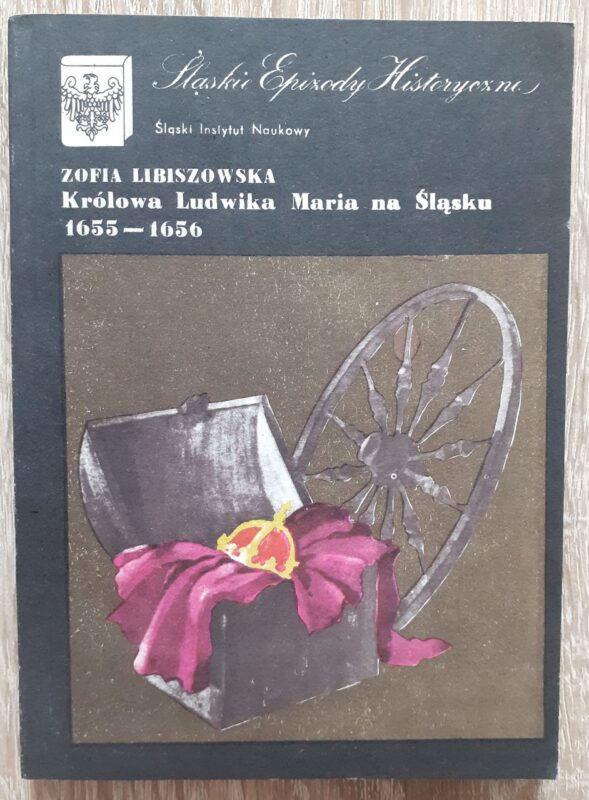 Śląskie Epizody Historyczne
Śląski Instytut Naukowy
ZOFIA LIBISZOWSKA
Królowa Ludwika Maria na Śląsku
1655—1656